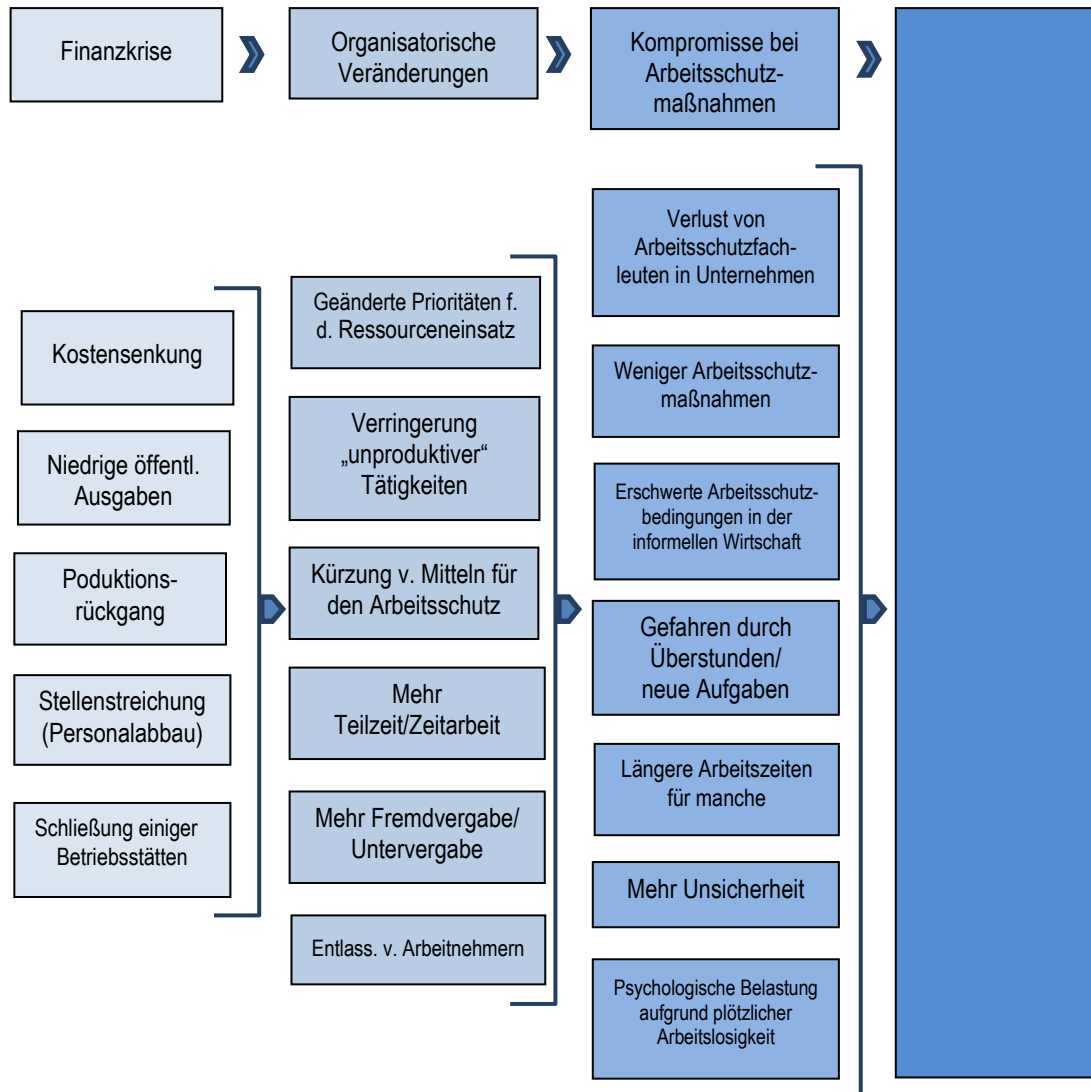 Finanzkrise
Organisatorische
Veränderungen
Kompromisse bei
Arbeitsschutz-
maßnahmen
Kostensenkung
Niedrige öffentl.
Ausgaben
Poduktions-
rückgang
Stellenstreichung
(Personalabbau)
Schließung einiger
Betriebsstätten
Geänderte Prioritäten f.
d. Ressourceneinsatz
Verringerung
„unproduktiver“
Tätigkeiten
Kürzung v. Mitteln für
den Arbeitsschutz
Mehr
Teilzeit/Zeitarbeit
Mehr Fremdvergabe/
Untervergabe
Entlass. v. Arbeitnehmern
Verlust von
Arbeitsschutzfach-
leuten in Unternehmen
Weniger Arbeitsschutz-
maßnahmen
Erschwerte Arbeitsschutz-
bedingungen in der
informellen Wirtschaft
Gefahren durch
Überstunden/
neue Aufgaben
Längere Arbeitszeiten
für manche
Mehr Unsicherheit
Psychologische Belastung
aufgrund plötzlicher
Arbeitslosigkeit